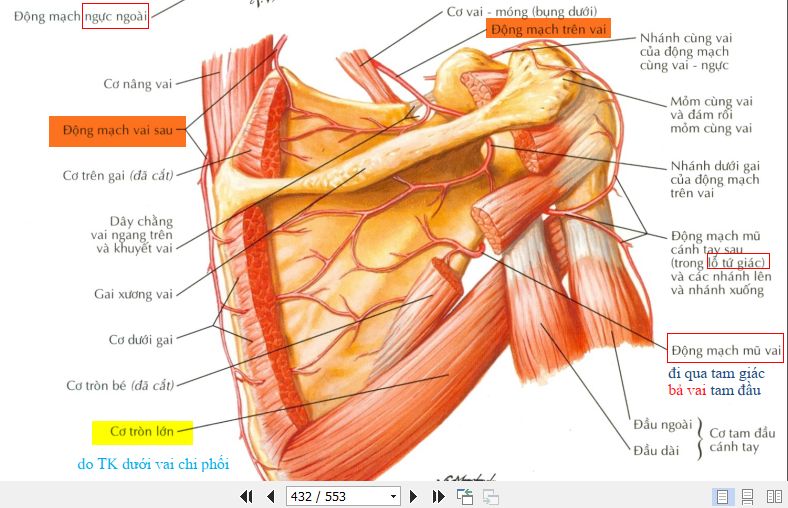 Động mạch ngực ngoài
Cơ nâng vai
Động mạch vai sau
Cơ trên gai (đã cắt)
Dây chằng
vai ngang trên
và khuyết vai
Gai xương vai
Cơ dưới gai
Cơ tròn bé (đã cắt)
Cơ tròn lớn
do TK dưới vai chi phối
Cơ vai - móng (bụng dưới)
Động mạch trên vai
Nhánh cùng vai
của động mạch
cùng vai - ngực
Mỏm cùng vai
và đám rối
mỏm cùng vai
Nhánh dưới gai
của động mạch
trên vai
Động mạch mũ
cánh tay sau
(trong lỗ tứ giác)
và các nhánh lên
và nhánh xuống
Động mạch mũ vai
đi qua tam giác
bả vai tam đầu
Đầu ngoài
Đầu dài
Cơ tam đầu
cánh tay
432 / 553